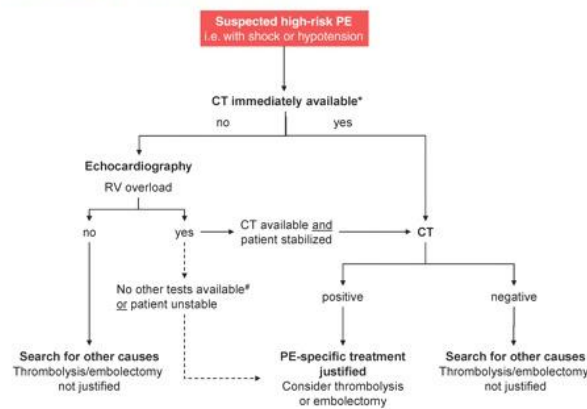 Suspected high-risk PE
i.e. with shock or hypotension
CT immediately available*
no
yes
Echocardiography
RV overload
no
yes
CT available and
patient stabilized
CT
No other tests available#
or patient unstable
positive
negative
Search for other causes
Thrombolysis/embolectomy
not justified
PE-specific treatment
justified
Consider thrombolysis
or embolectomy
Search for other causes
Thrombolysis/embolectomy
not justified